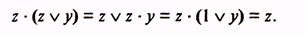 z · (z ∨ y) = z ∨ z · y = z · (1 ∨ y) = z.